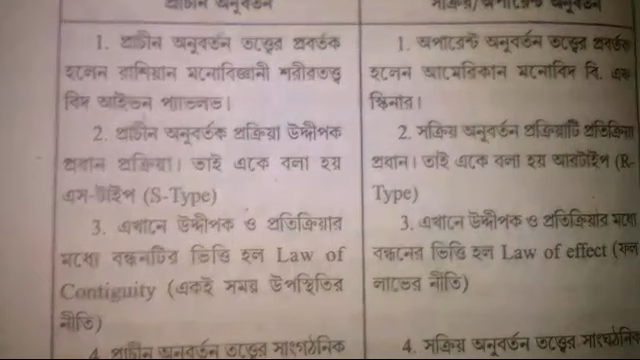 প্রাচীন অনুবর্তন
সক্রিয়/অপারেন্ট অনুবর্তন
1. প্রাচীন অনুবর্তন তত্ত্বের প্রবর্তক
হলেন রাশিয়ান মনোবিজ্ঞানী শরীরতত্ত্ব
বিদ আইভন প্যাভলভ।
2. প্রাচীন অনুবর্তক প্রক্রিয়া উদ্দীপক
প্রধান প্রক্রিয়া। তাই একে বলা হয়
এস-টাইপ (S-Type)
3. এখানে উদ্দীপক ও প্রতিক্রিয়ার
মধ্যে বন্ধনটির ভিত্তি হল Law of
Contiguity (একই সময় উপস্থিতির
নীতি)
4. প্রাচীন অনুবর্তন তত্ত্বের সাংগঠনিক
1. অপারেন্ট অনুবর্তন তত্ত্বের প্রবর্তক
হলেন আমেরিকান মনোবিদ বি. এফ
স্কিনার।
2. সক্রিয় অনুবর্তন প্রক্রিয়াটি প্রতিক্রিয়া
প্রধান। তাই একে বলা হয় আরটাইপ (R-
Type)
3. এখানে উদ্দীপক ও প্রতিক্রিয়ার মধ্যে
বন্ধনের ভিত্তি হল Law of effect (ফল
লাভের নীতি)
4. সক্রিয় অনুবর্তন তত্ত্বের সাংগঠনিক